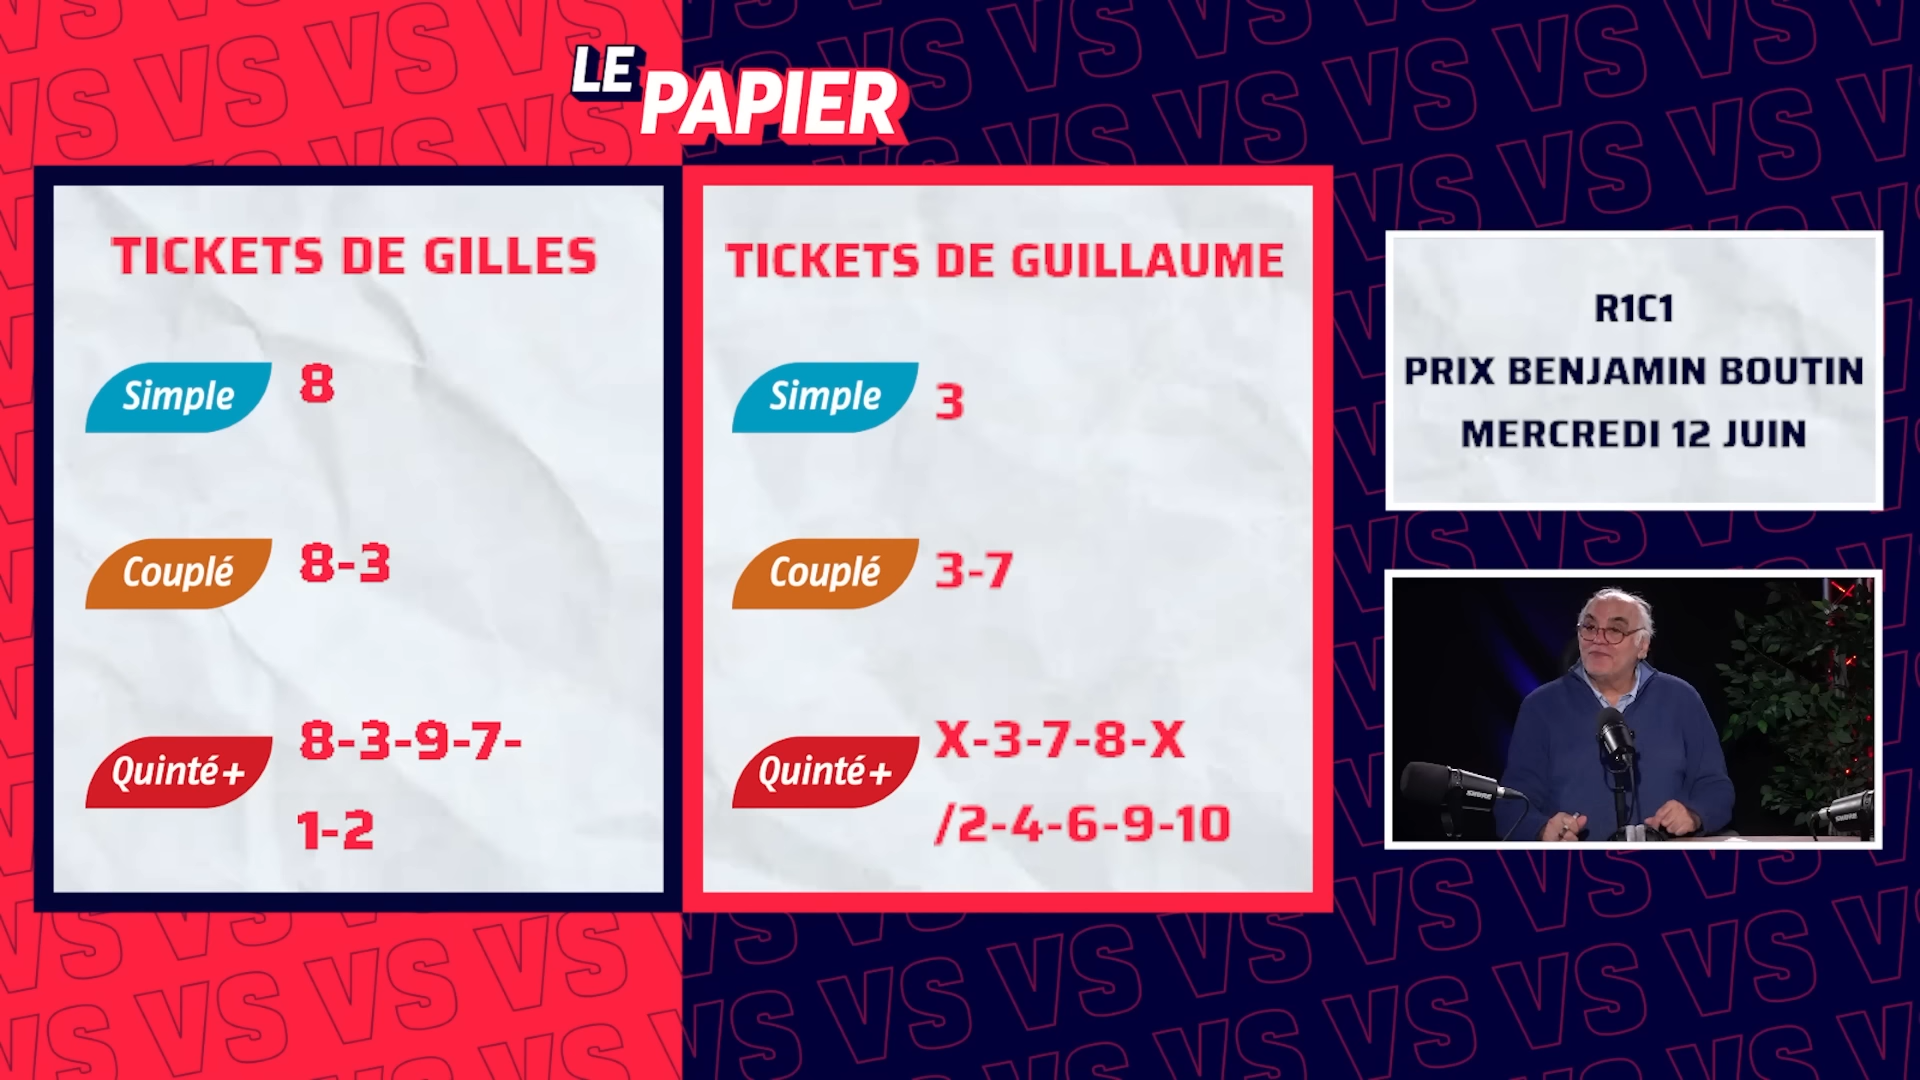 LE
PAPIER
TICKETS DE GILLES
Simple
8
Couplé
8-3
Quinté+
8-3-9-7-
1-2
TICKETS DE GUILLAUME
Simple
3
Couplé
3-7
Quinté+
X-3-7-8-X
/2-4-6-9-10
R1C1
PRIX BENJAMIN BOUTIN
MERCREDI 12 JUIN
SHURE
SHURE